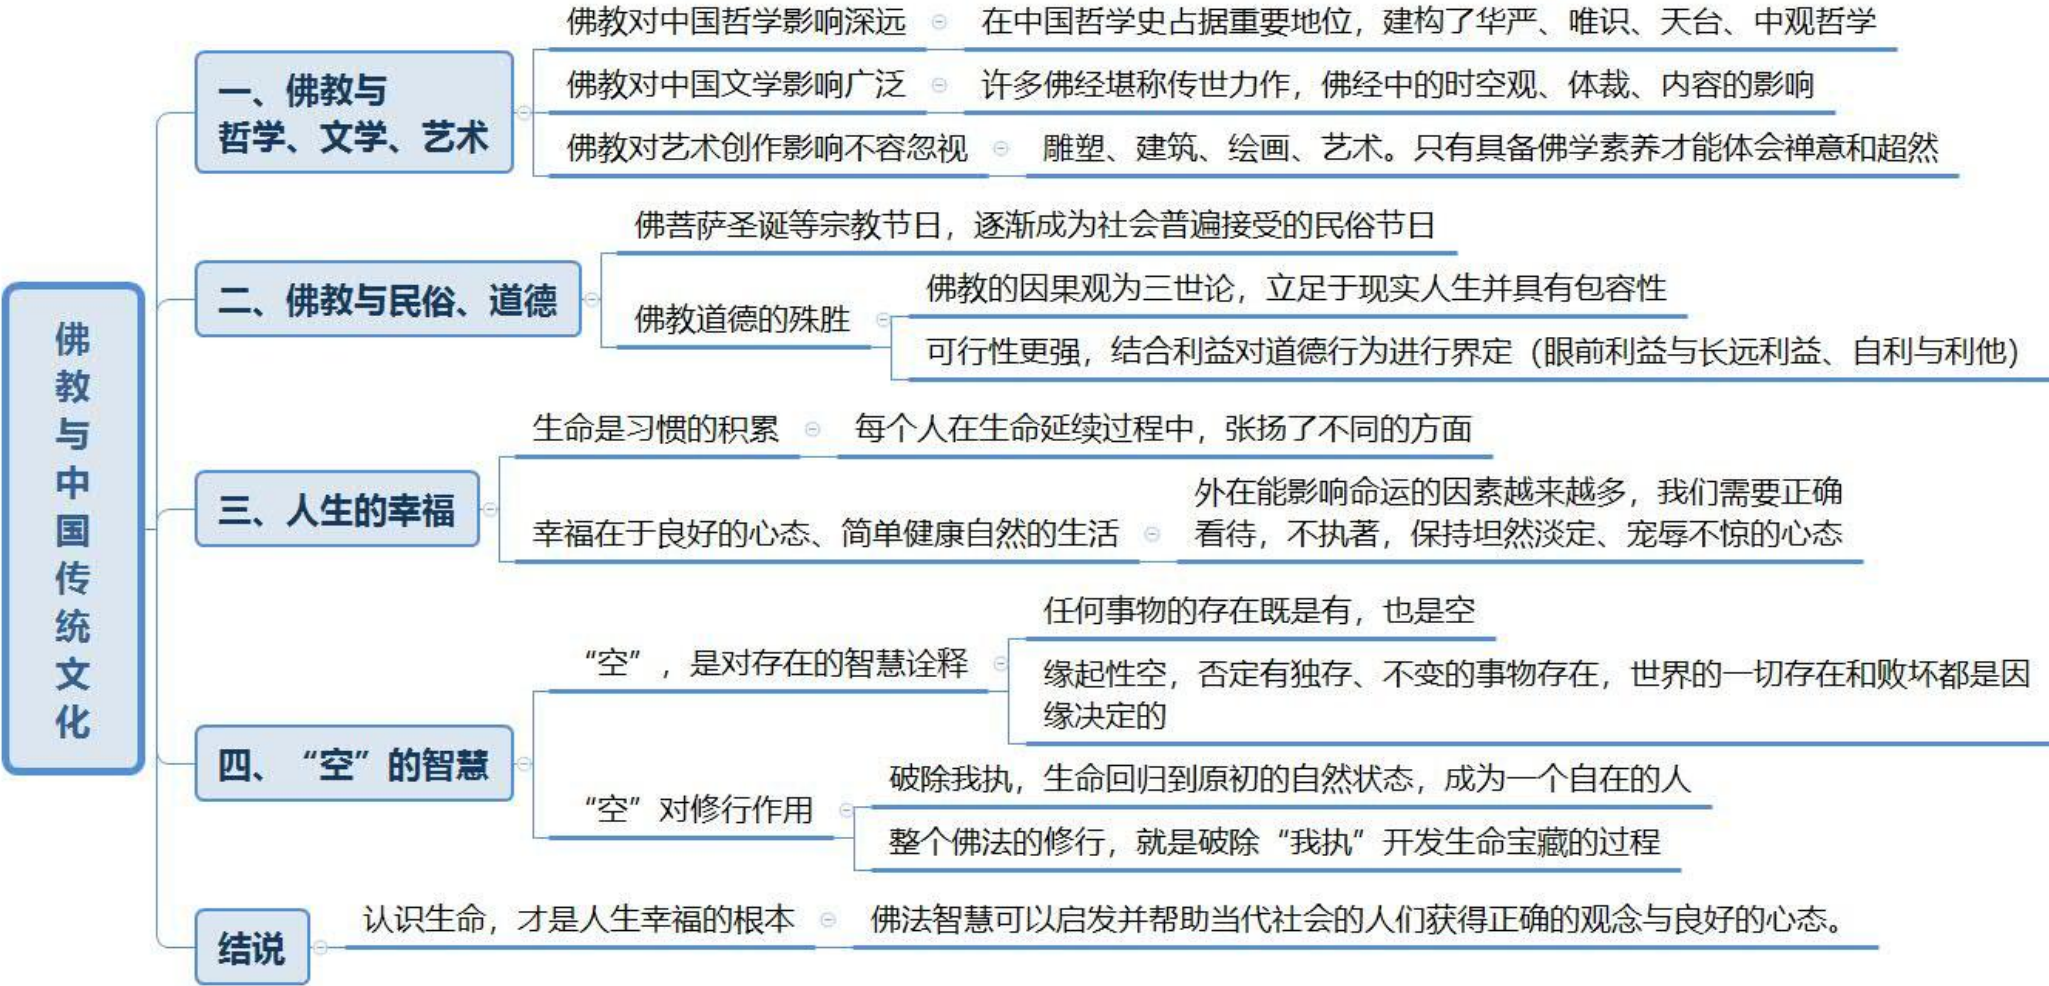 佛教与中国传统文化
一、佛教与
哲学、文学、艺术
佛教对中国哲学影响深远
在中国哲学史占据重要地位，建构了华严、唯识、天台、中观哲学
佛教对中国文学影响广泛
许多佛经堪称传世力作，佛经中的时空观、体裁、内容的影响
佛教对艺术创作影响不容忽视
雕塑、建筑、绘画、艺术。只有具备佛学素养才能体会禅意和超然
二、佛教与民俗、道德
佛菩萨圣诞等宗教节日，逐渐成为社会普遍接受的民俗节日
佛教道德的殊胜
佛教的因果观为三世论，立足于现实人生并具有包容性
可行性更强，结合利益对道德行为进行界定（眼前利益与长远利益、自利与利他）
三、人生的幸福
生命是习惯的积累
每个人在生命延续过程中，张扬了不同的方面
幸福在于良好的心态、简单健康自然的生活
外在能影响命运的因素越来越多，我们需要正确
看待，不执著，保持坦然淡定、宠辱不惊的心态
四、“空”的智慧
“空”，是对存在的智慧诠释
任何事物的存在既是有，也是空
缘起性空，否定有独存、不变的事物存在，世界的一切存在和败坏都是因
缘决定的
“空”对修行作用
破除我执，生命回归到原初的自然状态，成为一个自在的人
整个佛法的修行，就是破除“我执”开发生命宝藏的过程
结说
认识生命，才是人生幸福的根本
佛法智慧可以启发并帮助当代社会的人们获得正确的观念与良好的心态。